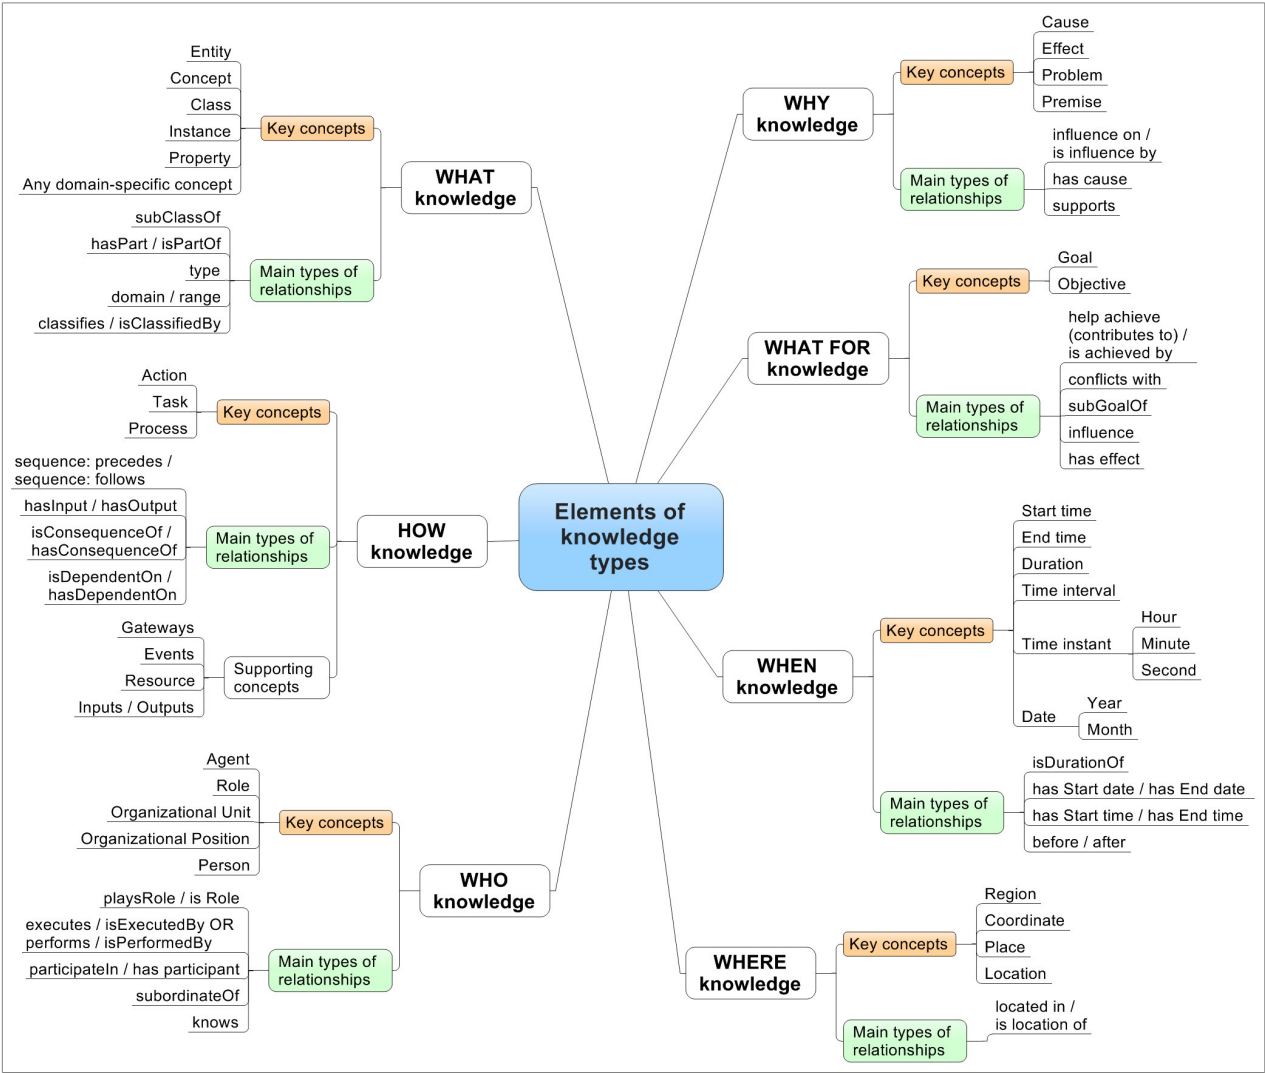 Elements of
knowledge
types
WHAT
knowledge
Key concepts
Entity
Concept
Class
Instance
Property
Any domain-specific concept
Main types of
relationships
subClassOf
hasPart / isPartOf
type
domain / range
classifies / isClassifiedBy
HOW
knowledge
Key concepts
Action
Task
Process
Main types of
relationships
sequence: precedes /
sequence: follows
hasInput / hasOutput
isConsequenceOf /
hasConsequenceOf
isDependentOn /
hasDependentOn
Supporting
concepts
Gateways
Events
Resource
Inputs / Outputs
WHO
knowledge
Key concepts
Agent
Role
Organizational Unit
Organizational Position
Person
Main types of
relationships
playsRole / is Role
executes / isExecutedBy OR
performs / isPerformedBy
participateIn / has participant
subordinateOf
knows
WHY
knowledge
Key concepts
Cause
Effect
Problem
Premise
Main types of
relationships
influence on /
is influence by
has cause
supports
WHAT FOR
knowledge
Key concepts
Goal
Objective
Main types of
relationships
help achieve
(contributes to) /
is achieved by
conflicts with
subGoalOf
influence
has effect
WHEN
knowledge
Key concepts
Start time
End time
Duration
Time interval
Time instant
Hour
Minute
Second
Date
Year
Month
Main types of
relationships
isDurationOf
has Start date / has End date
has Start time / has End time
before / after
WHERE
knowledge
Key concepts
Region
Coordinate
Place
Location
Main types of
relationships
located in /
is location of